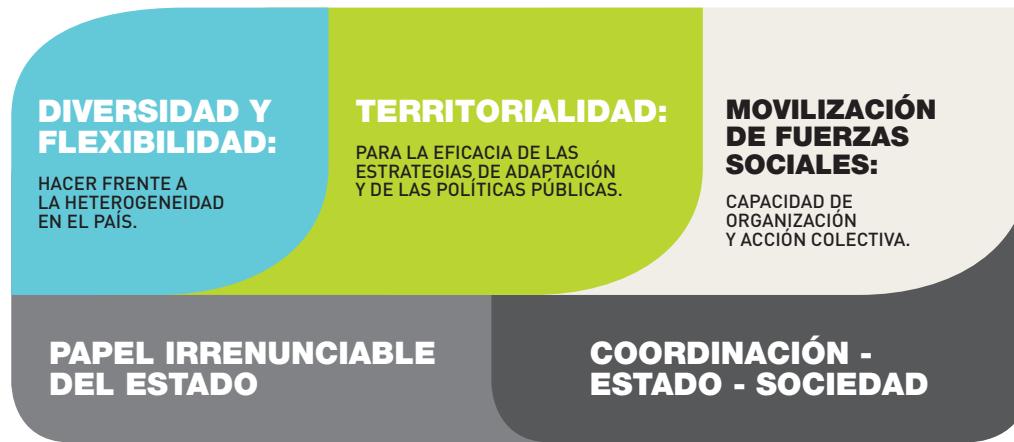 DIVERSIDAD Y
FLEXIBILIDAD:
HACER FRENTE A
LA HETEROGENEIDAD
EN EL PAÍS.
TERRITORIALIDAD:
PARA LA EFICACIA DE LAS
ESTRATEGIAS DE ADAPTACIÓN
Y DE LAS POLÍTICAS PÚBLICAS.
MOVILIZACIÓN
DE FUERZAS
SOCIALES:
CAPACIDAD DE
ORGANIZACIÓN
Y ACCIÓN COLECTIVA.
PAPEL IRRENUNCIABLE
DEL ESTADO
COORDINACIÓN -
ESTADO - SOCIEDAD